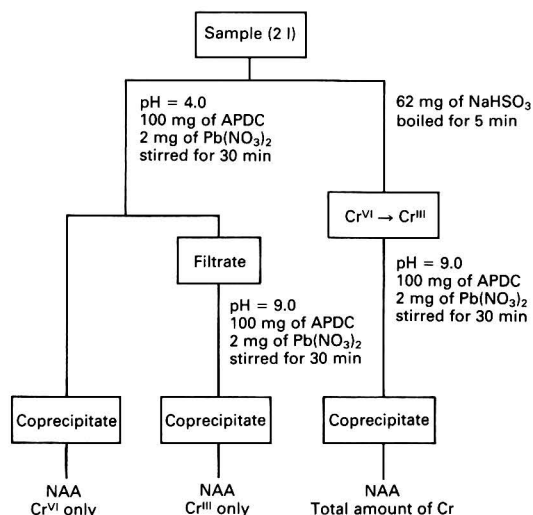 Sample (2 l)
pH = 4.0
100 mg of APDC
2 mg of Pb(NO₃)₂
stirred for 30 min
62 mg of NaHSO₃
boiled for 5 min
Crⱽᴵ → Crᴵᴵᴵ
Filtrate
pH = 9.0
100 mg of APDC
2 mg of Pb(NO₃)₂
stirred for 30 min
pH = 9.0
100 mg of APDC
2 mg of Pb(NO₃)₂
stirred for 30 min
Coprecipitate
Coprecipitate
Coprecipitate
NAA
Crⱽᴵ only
NAA
Crᴵᴵᴵ only
NAA
Total amount of Cr